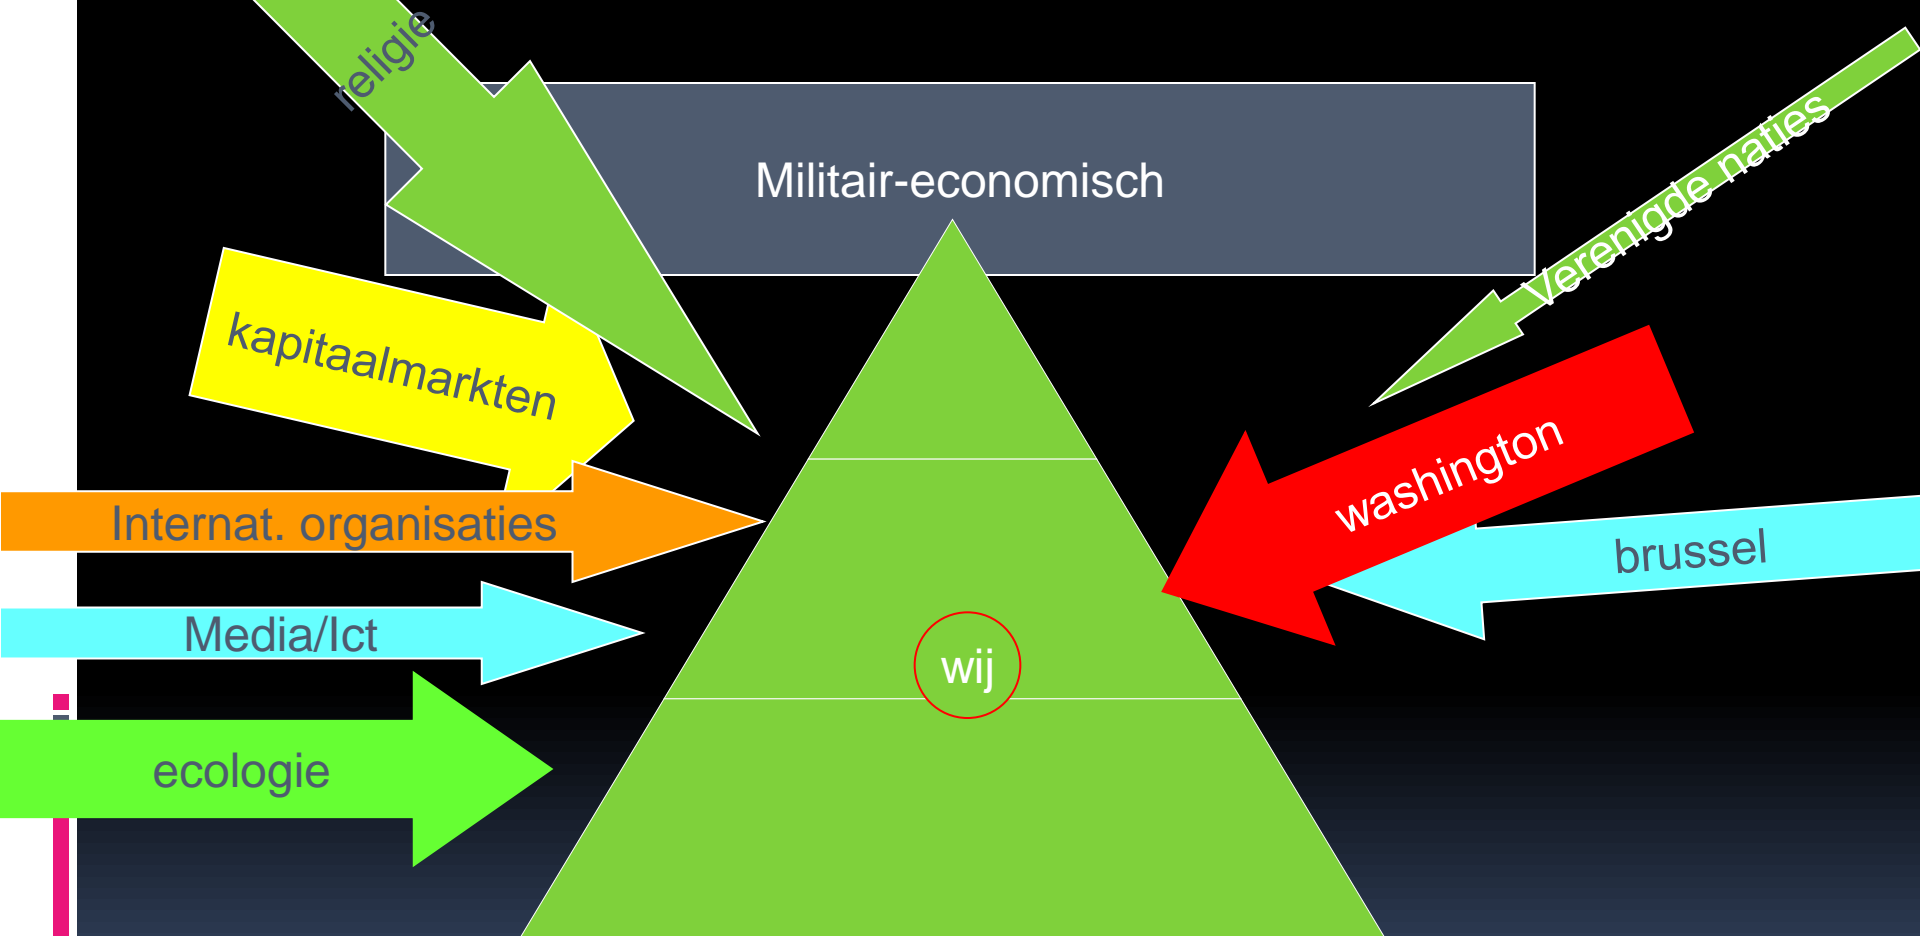 religie
Militair-economisch
Verenigde naties
kapitaalmarkten
washington
Internat. organisaties
brussel
Media/Ict
wij
ecologie